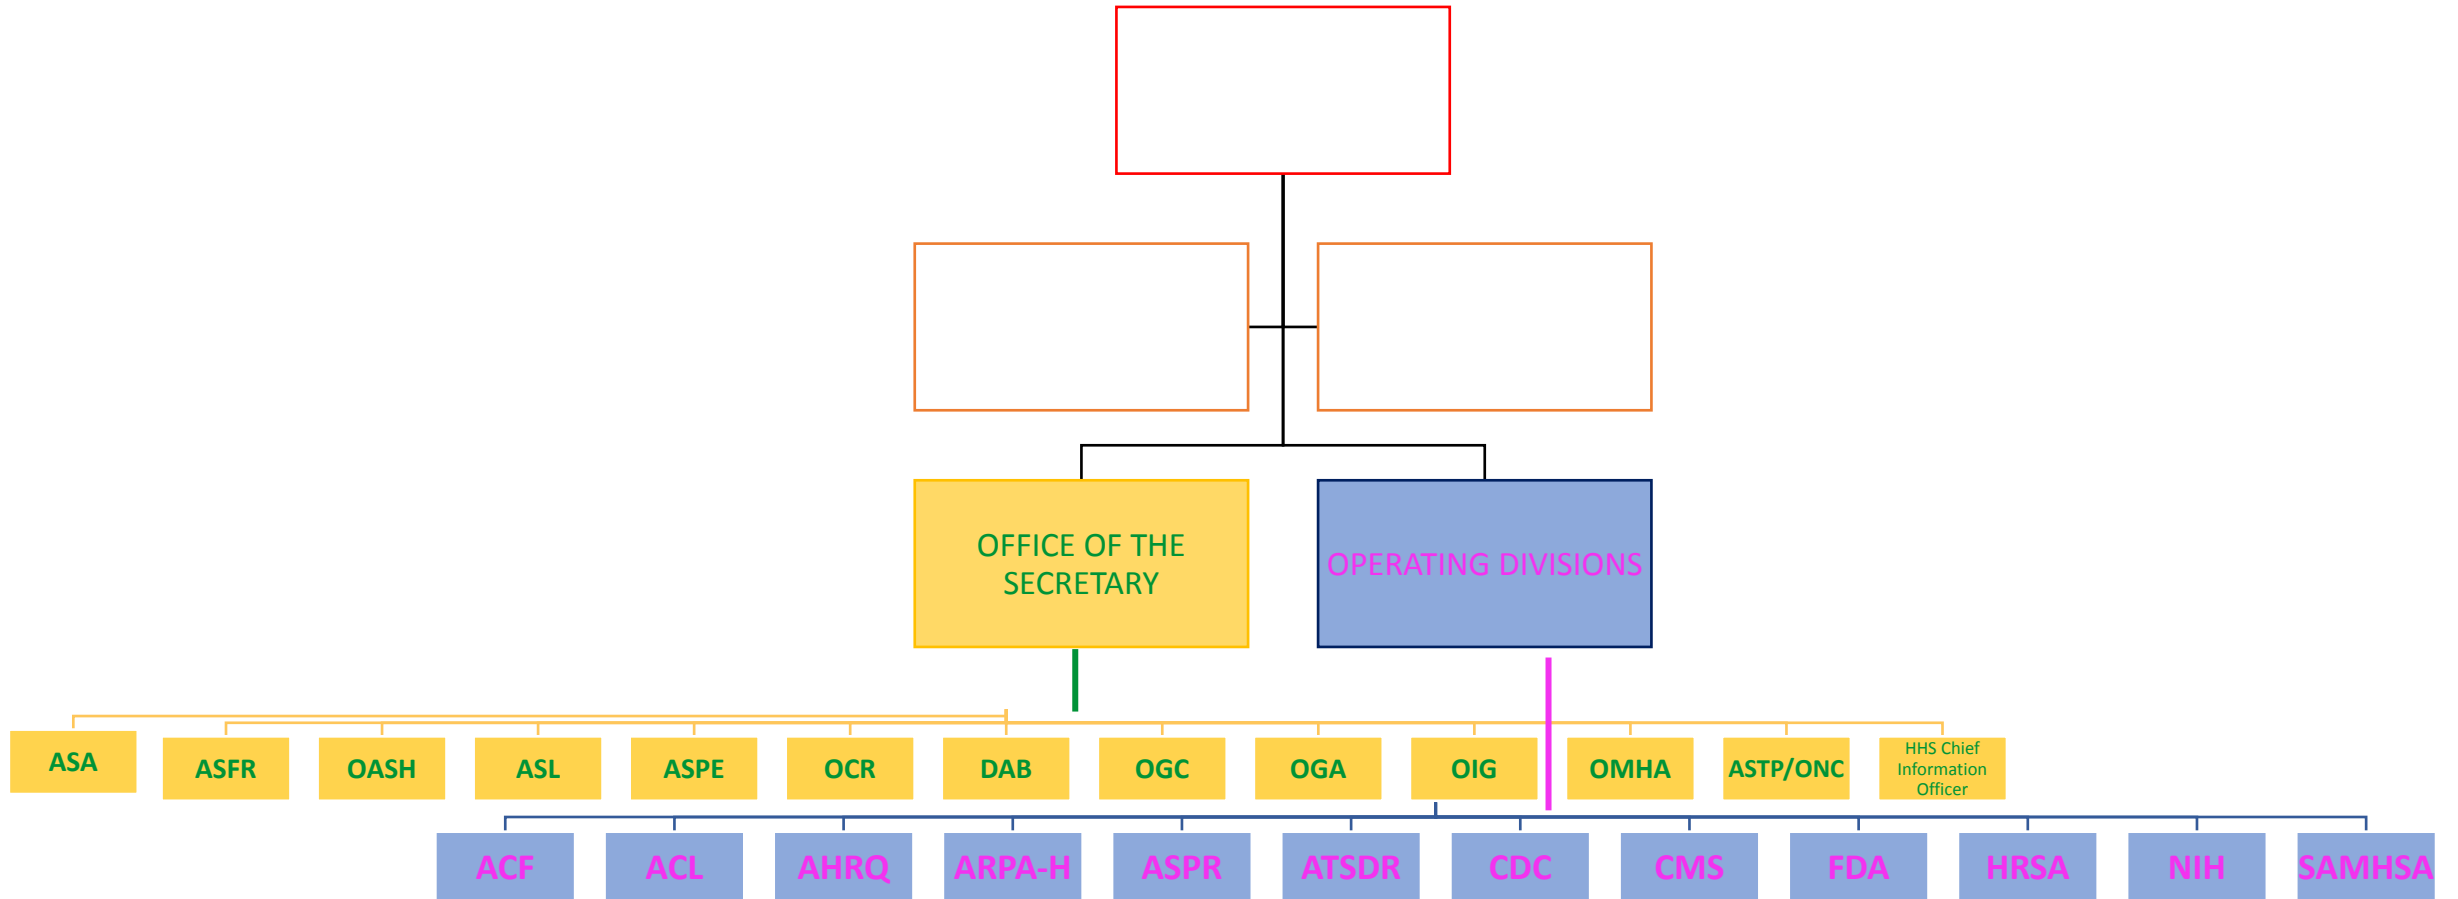 OFFICE OF THE
SECRETARY
OPERATING DIVISIONS
ASA
ASFR
OASH
ASL
ASPE
OCR
DAB
OGC
OGA
OIG
OMHA
ASTP/ONC
HHS Chief
Information
Officer
ACF
ACL
AHRQ
ARPA-H
ASPR
ATSDR
CDC
CMS
FDA
HRSA
NIH
SAMHSA